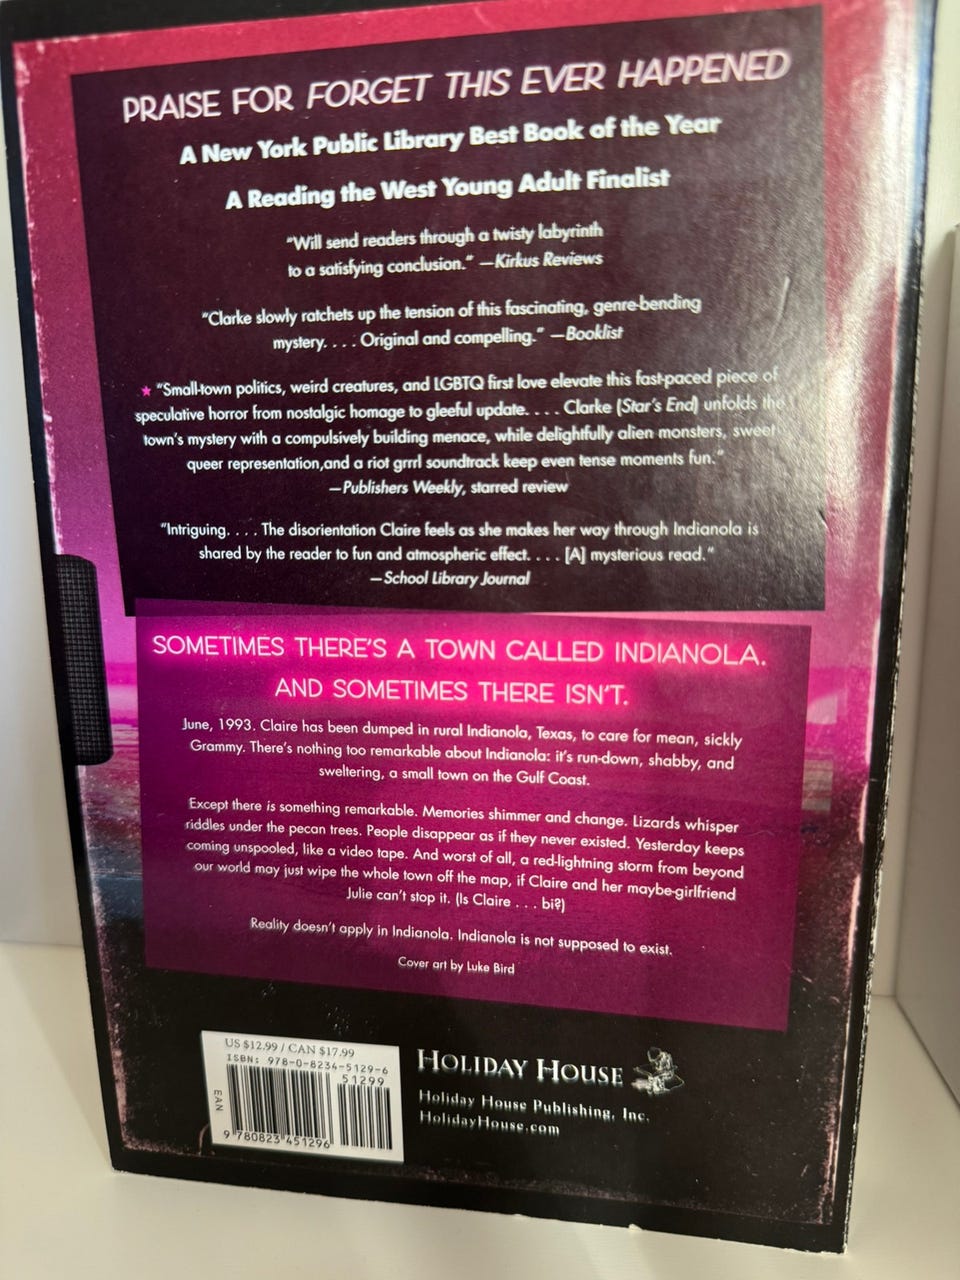 PRAISE FOR FORGET THIS EVER HAPPENED
A New York Public Library Best Book of the Year
A Reading the West Young Adult Finalist
"Will send readers through a twisty labyrinth
to a satisfying conclusion." —Kirkus Reviews
"Clarke slowly ratchets up the tension of this fascinating, genre-bending
mystery. . . . Original and compelling." —Booklist
★ "Small-town politics, weird creatures, and LGBTQ first love elevate this fast-paced piece of
speculative horror from nostalgic homage to gleeful update. . . . Clarke (Star's End) unfolds the
town's mystery with a compulsively building menace, while delightfully alien monsters, sweet
queer representation,and a riot grrrl soundtrack keep even tense moments fun."
—Publishers Weekly, starred review
"Intriguing. . . . The disorientation Claire feels as she makes her way through Indianola is
shared by the reader to fun and atmospheric effect. . . . [A] mysterious read."
—School Library Journal
SOMETIMES THERE'S A TOWN CALLED INDIANOLA.
AND SOMETIMES THERE ISN'T.
June, 1993. Claire has been dumped in rural Indianola, Texas, to care for mean, sickly
Grammy. There's nothing too remarkable about Indianola: it's run-down, shabby, and
sweltering, a small town on the Gulf Coast.
Except there is something remarkable. Memories shimmer and change. Lizards whisper
riddles under the pecan trees. People disappear as if they never existed. Yesterday keeps
coming unspooled, like a video tape. And worst of all, a red-lightning storm from beyond
our world may just wipe the whole town off the map, if Claire and her maybe-girlfriend
Julie can't stop it. (Is Claire . . . bi?)
Reality doesn't apply in Indianola. Indianola is not supposed to exist.
Cover art by Luke Bird
US $12.99 / CAN $17.99
ISBN: 978-0-8234-5129-6
51299
EAN
9 780823 451296
HOLIDAY HOUSE
Holiday House Publishing, Inc.
HolidayHouse.com